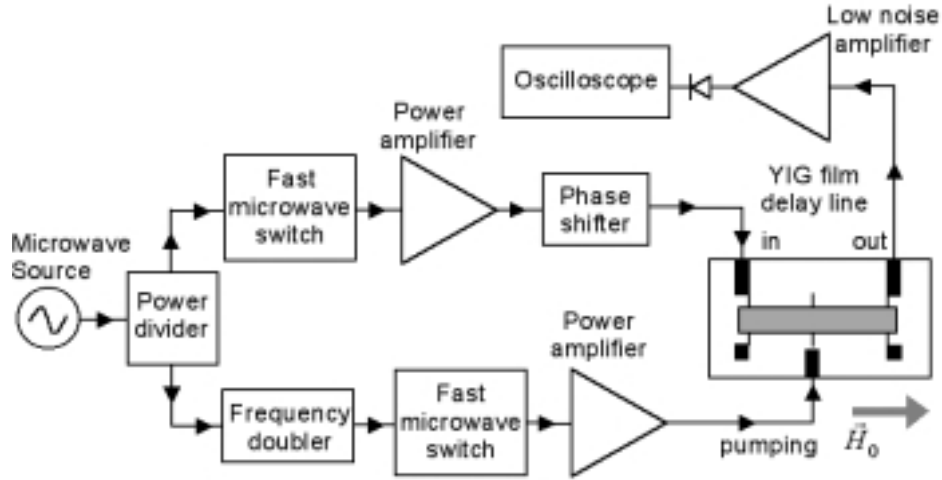 Low noise
amplifier
Oscilloscope
Power
amplifier
Fast
microwave
switch
Phase
shifter
YIG film
delay line
in
out
Microwave
Source
Power
divider
Power
amplifier
Frequency
doubler
Fast
microwave
switch
pumping
H⃗₀